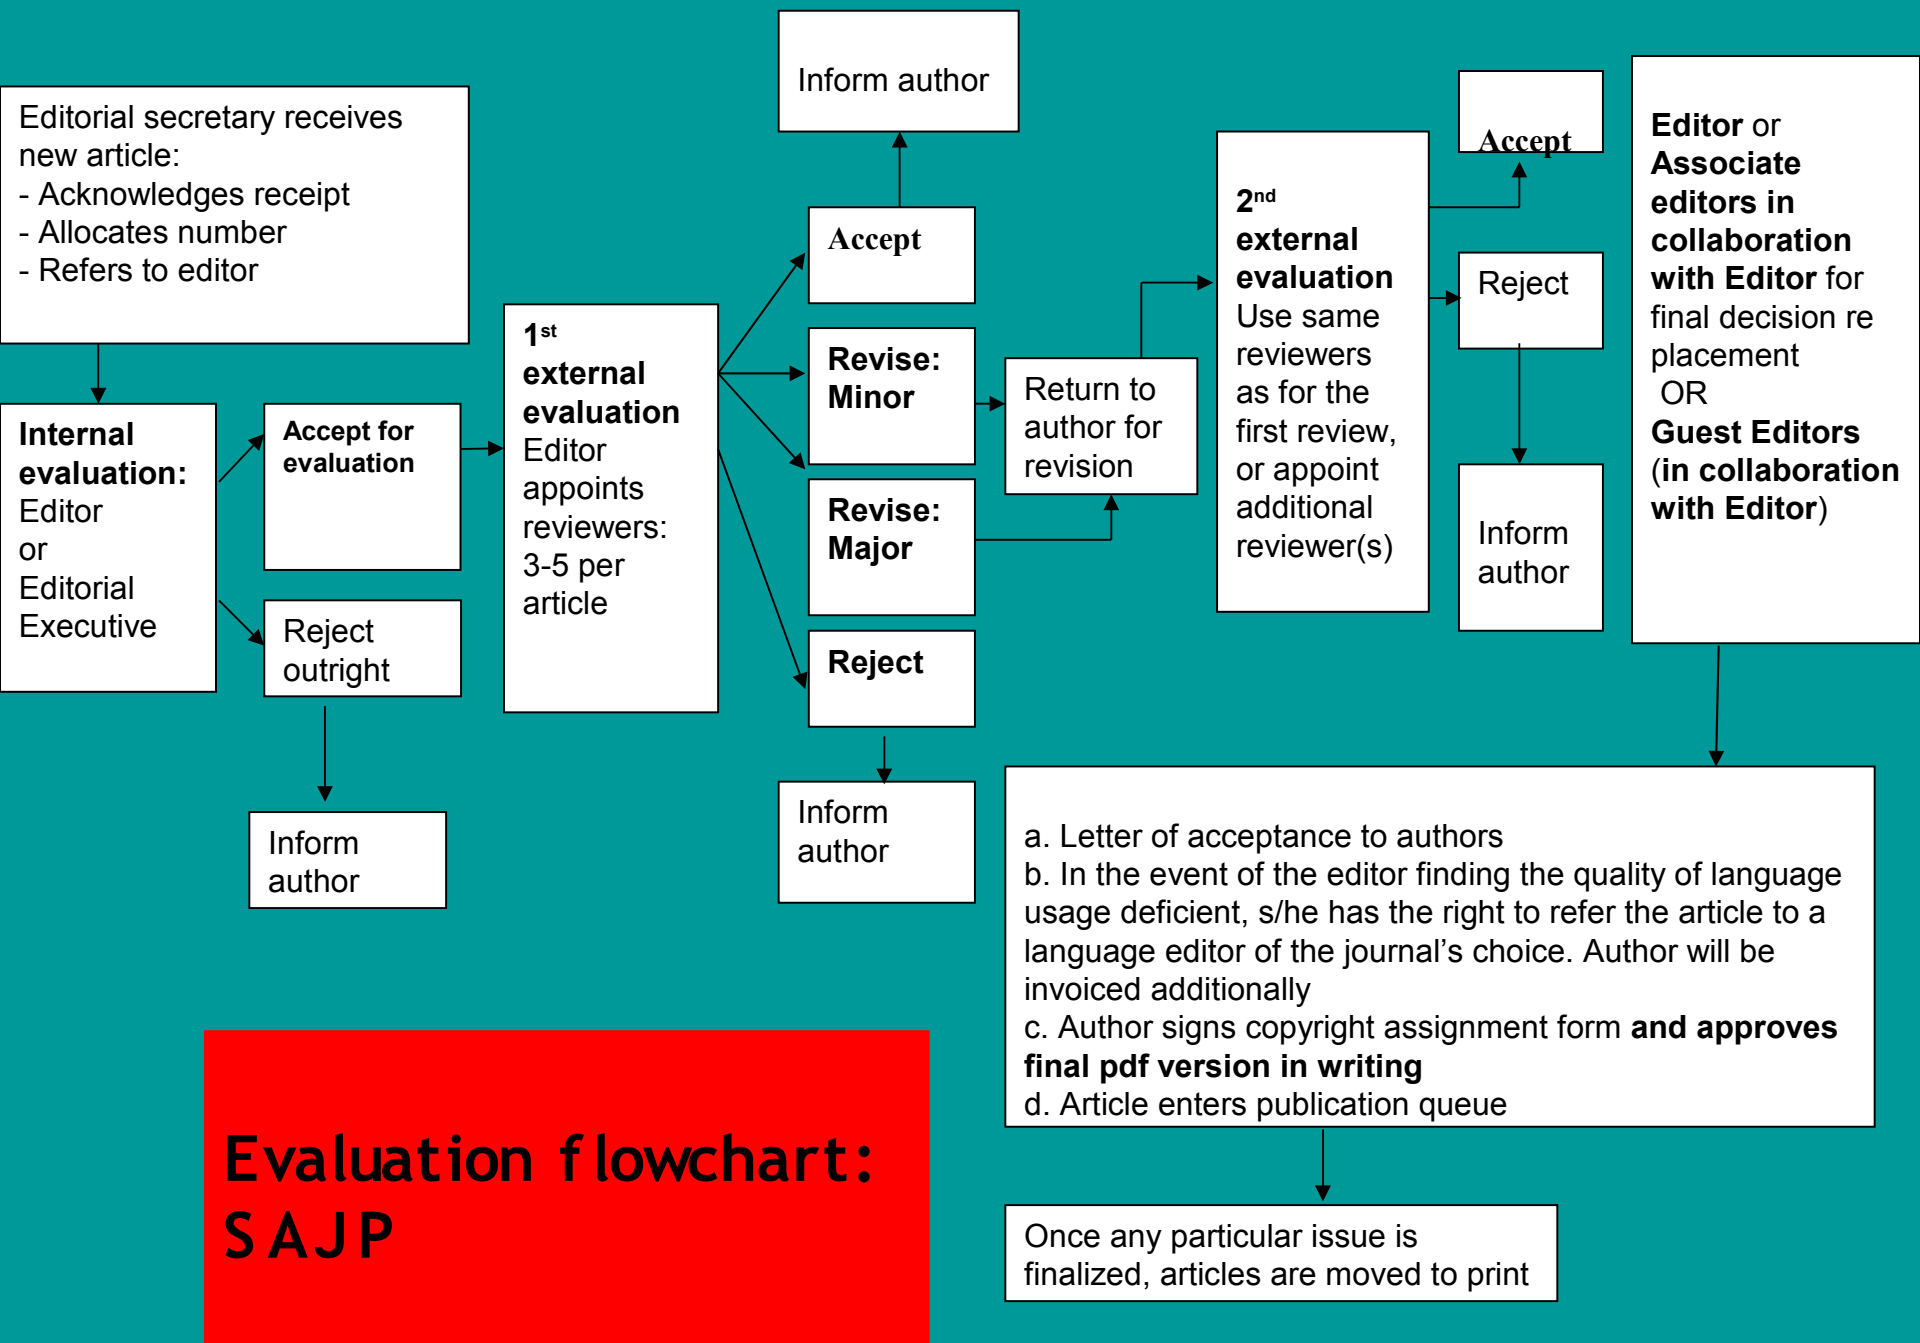 Editorial secretary receives
new article:
- Acknowledges receipt
- Allocates number
- Refers to editor
Internal
evaluation:
Editor
or
Editorial
Executive
Accept for
evaluation
Reject
outright
Inform
author
1st
external
evaluation
Editor
appoints
reviewers:
3-5 per
article
Inform author
Accept
Revise:
Minor
Revise:
Major
Reject
Inform
author
Return to
author for
revision
2nd
external
evaluation
Use same
reviewers
as for the
first review,
or appoint
additional
reviewer(s)
Accept
Reject
Inform
author
Editor or
Associate
editors in
collaboration
with Editor for
final decision re
placement
OR
Guest Editors
(in collaboration
with Editor)
a. Letter of acceptance to authors
b. In the event of the editor finding the quality of language
usage deficient, s/he has the right to refer the article to a
language editor of the journal’s choice. Author will be
invoiced additionally
c. Author signs copyright assignment form and approves
final pdf version in writing
d. Article enters publication queue
Once any particular issue is
finalized, articles are moved to print
Evaluation flowchart:
SAJP